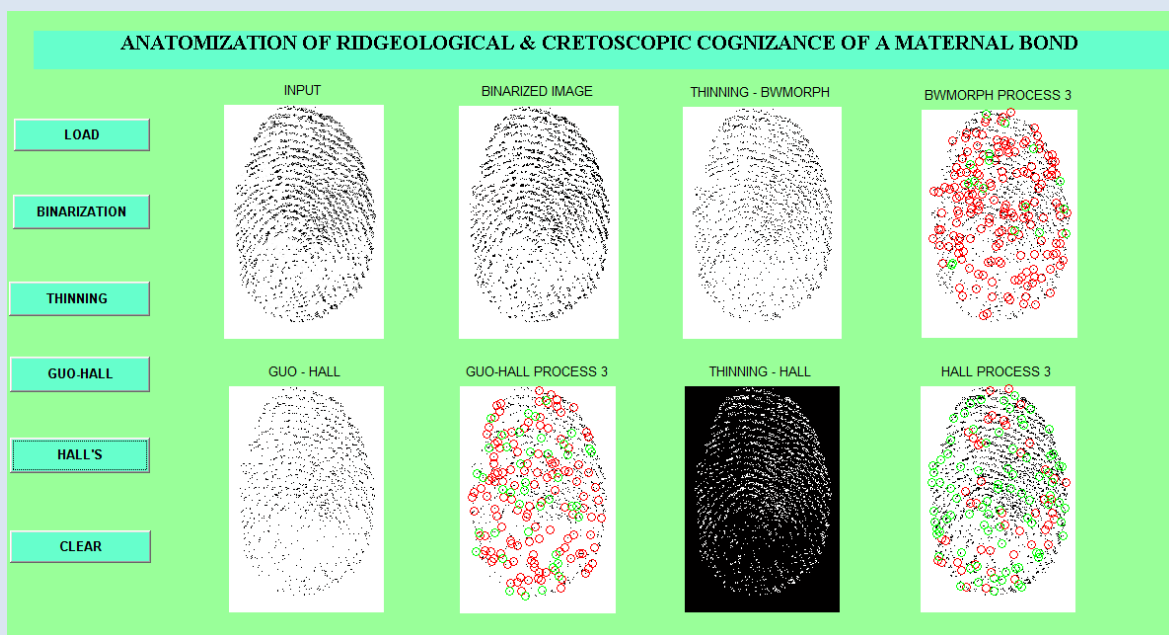 ANATOMIZATION OF RIDGEOLOGICAL & CRETOSCOPIC COGNIZANCE OF A MATERNAL BOND
INPUT
BINARIZED IMAGE
THINNING - BWMORPH
BWMORPH PROCESS 3
LOAD
BINARIZATION
THINNING
GUO-HALL
HALL'S
CLEAR
GUO - HALL
GUO-HALL PROCESS 3
THINNING - HALL
HALL PROCESS 3